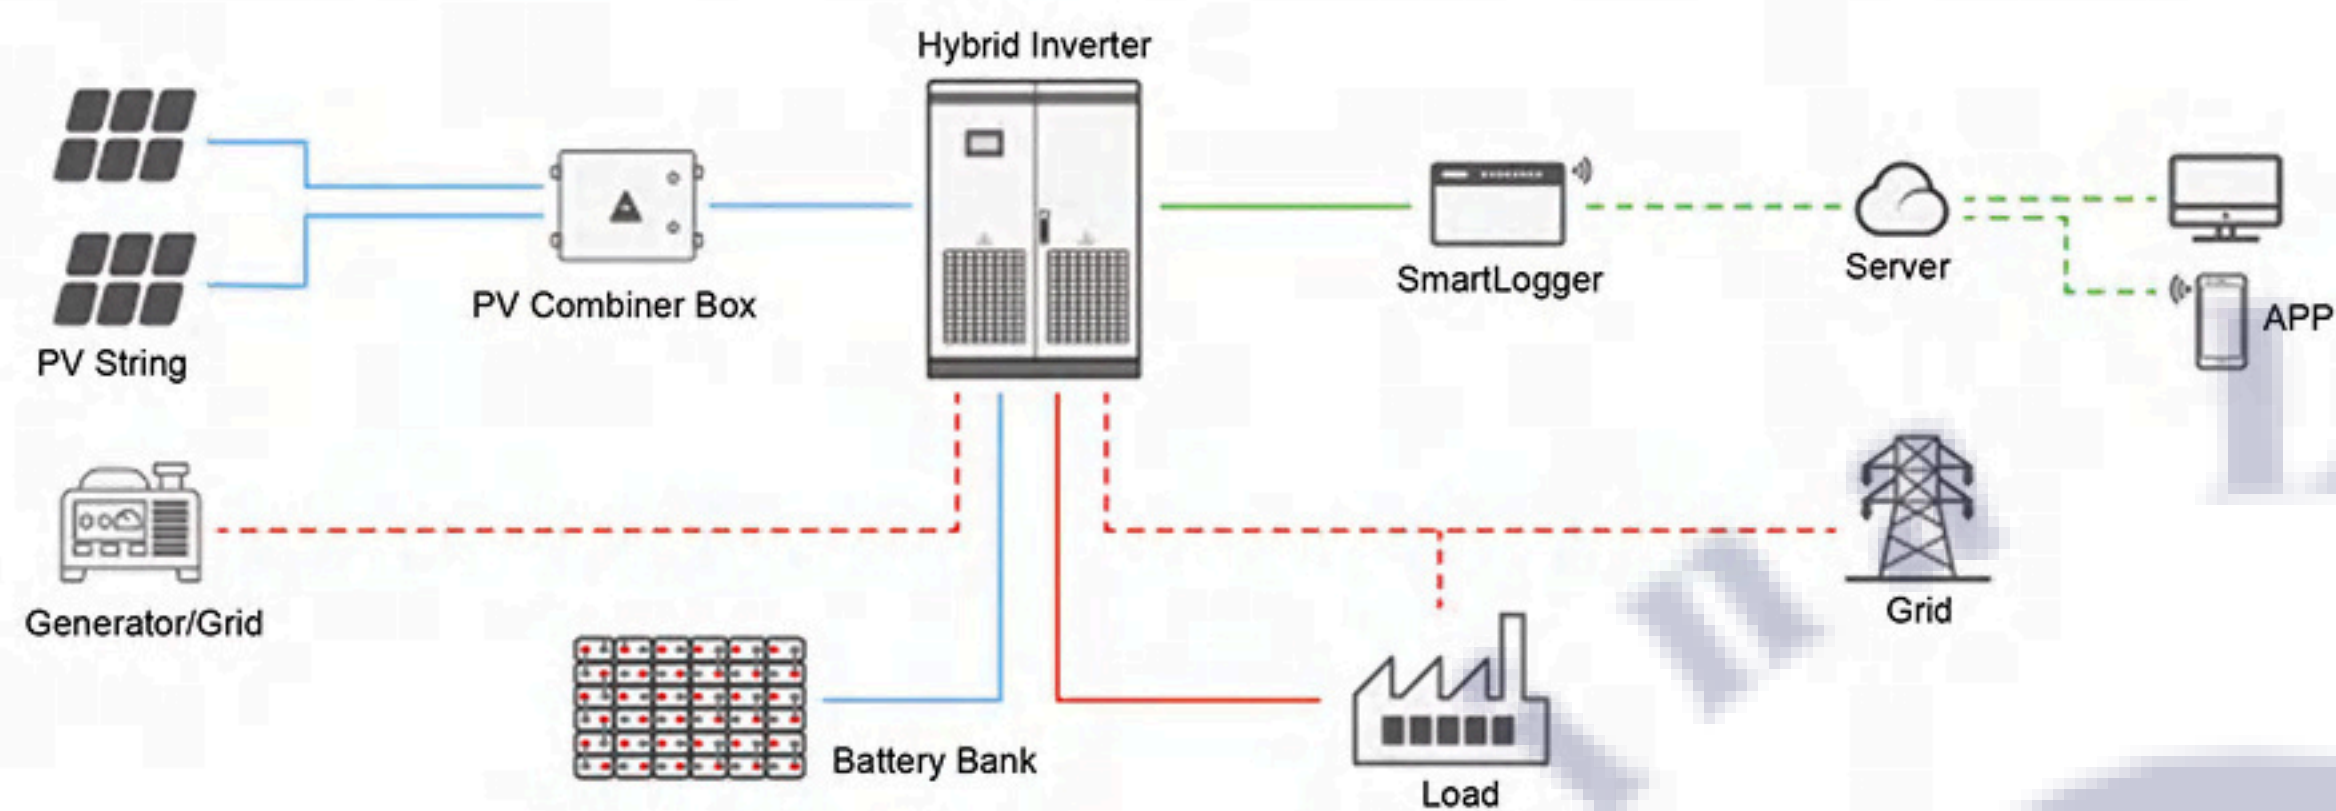 Hybrid Inverter
PV Combiner Box
SmartLogger
Server
APP
PV String
Generator/Grid
Grid
Battery Bank
Load